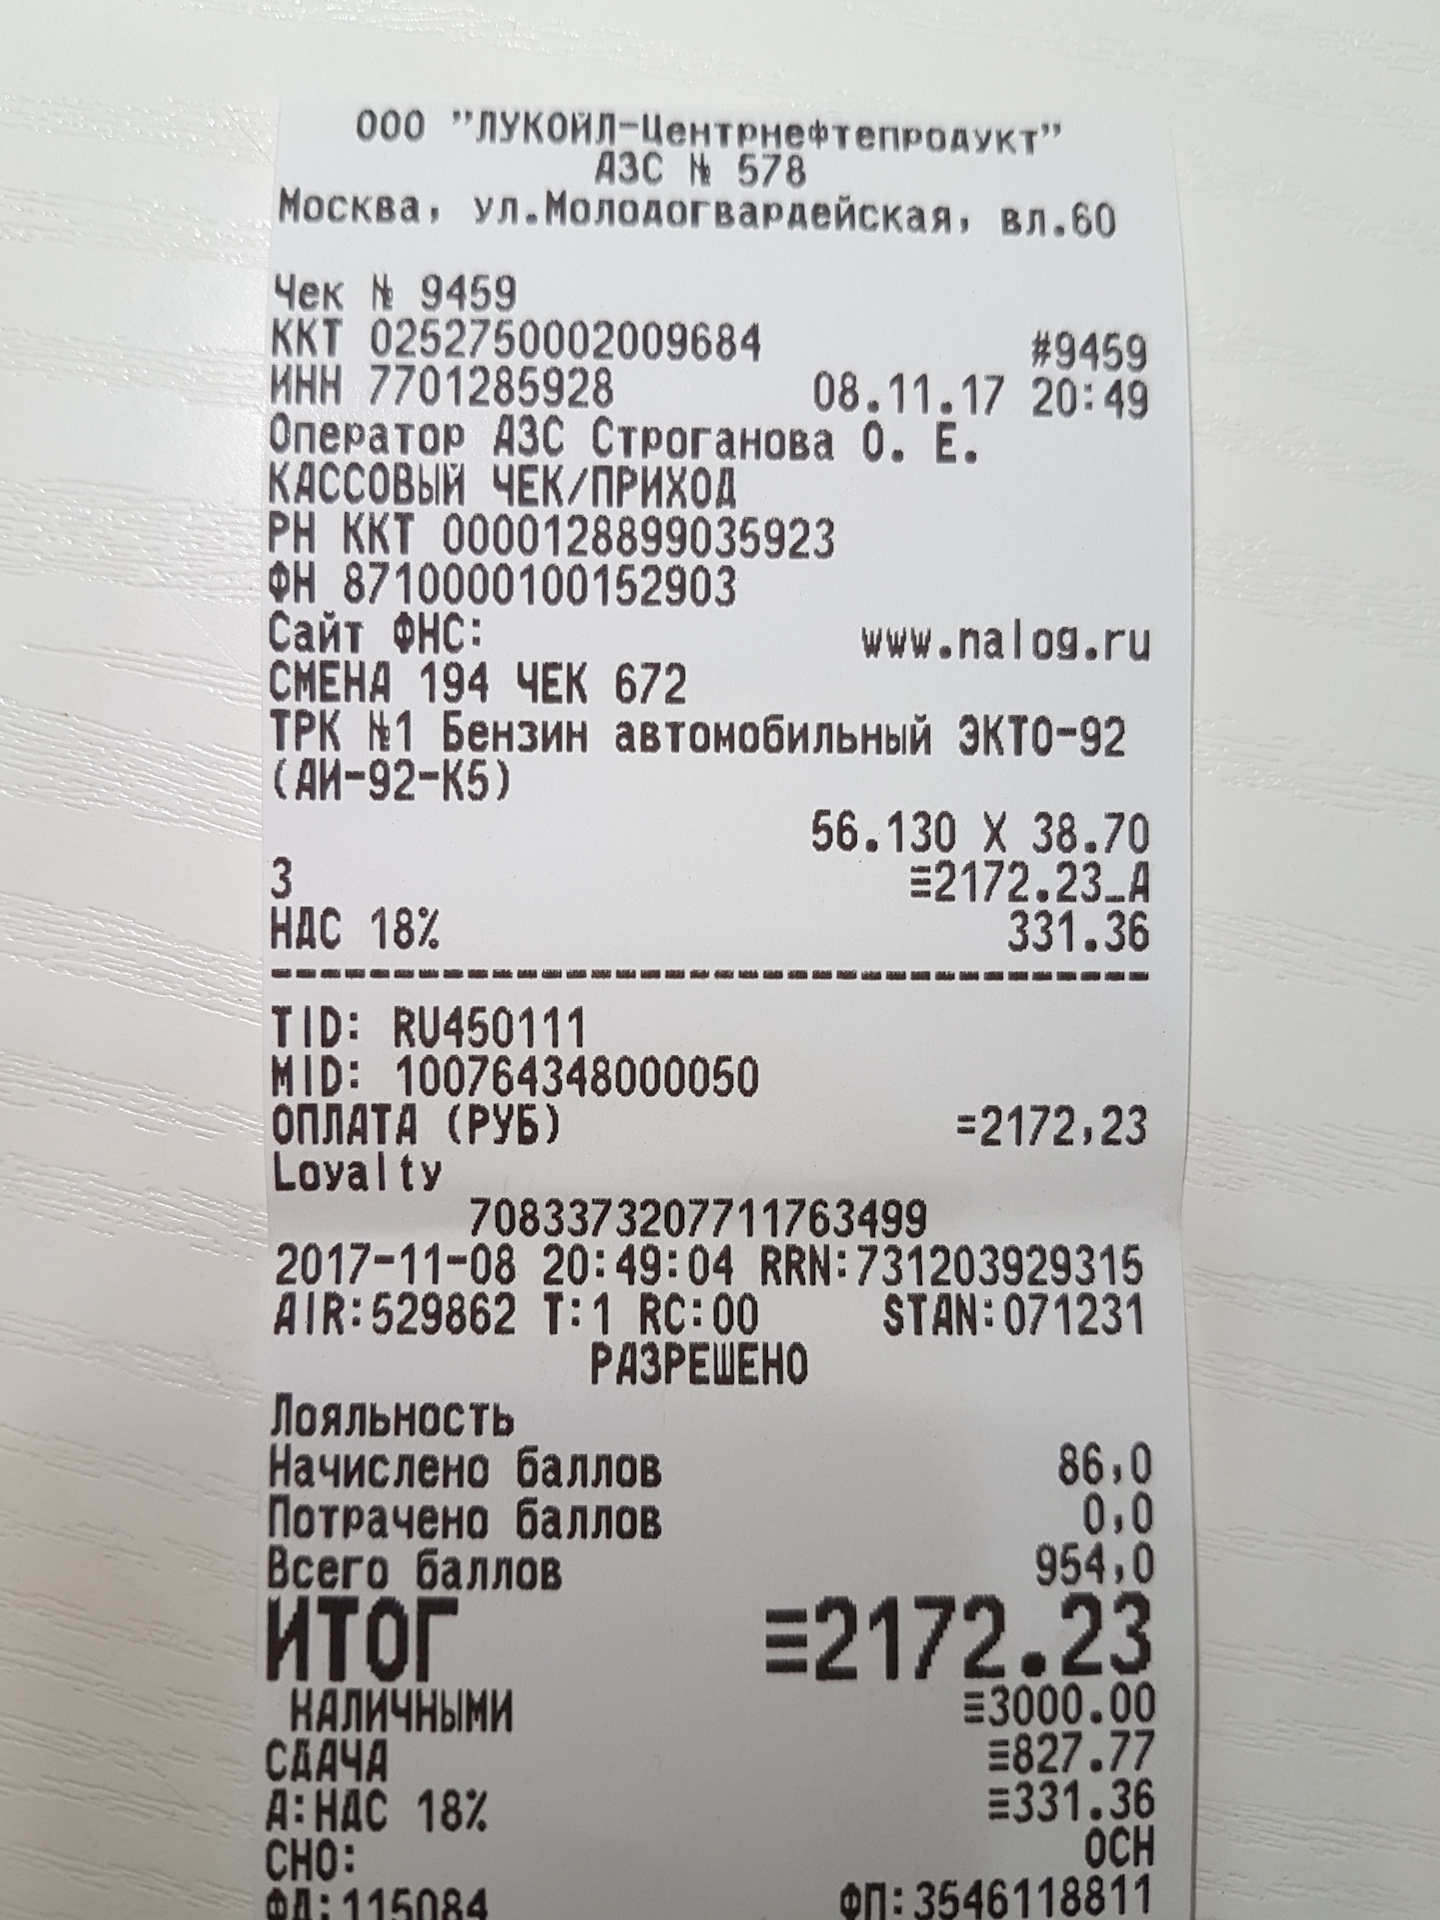 ООО "ЛУКОЙЛ-Центрнефтепродукт"
АЗС № 578
Москва, ул.Молодогвардейская, вл.60
Чек № 9459
ККТ 0252750002009684 #9459
ИНН 7701285928 08.11.17 20:49
Оператор АЗС Строганова О. Е.
КАССОВЫЙ ЧЕК/ПРИХОД
РН ККТ 0000128899035923
ФН 8710000100152903
Сайт ФНС: www.nalog.ru
СМЕНА 194 ЧЕК 672
ТРК №1 Бензин автомобильный ЭКТО-92
(АИ-92-К5)
56.130 X 38.70
3 ≡2172.23_А
НДС 18% 331.36
TID: RU450111
MID: 100764348000050
ОПЛАТА (РУБ) =2172,23
Loyalty
7083373207711763499
2017-11-08 20:49:04 RRN:731203929315
AIR:529862 T:1 RC:00 STAN:071231
РАЗРЕШЕНО
Лояльность
Начислено баллов 86,0
Потрачено баллов 0,0
Всего баллов 954,0
ИТОГ ≡2172.23
НАЛИЧНЫМИ ≡3000.00
СДАЧА ≡827.77
А:НДС 18% ≡331.36
СНО: ОСН
ФД:115084 ФП:3546118811